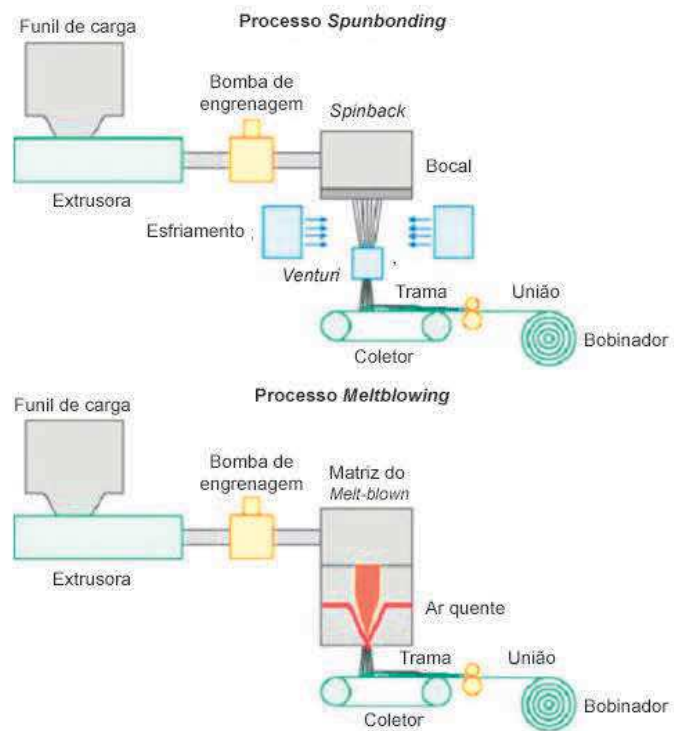 Processo Spunbonding
Funil de carga
Bomba de
engrenagem
Spinback
Bocal
Extrusora
Esfriamento
Venturi
Trama
União
Coletor
Bobinador
Processo Meltblowing
Funil de carga
Bomba de
engrenagem
Matriz do
Melt-blown
Extrusora
Ar quente
Trama
União
Coletor
Bobinador